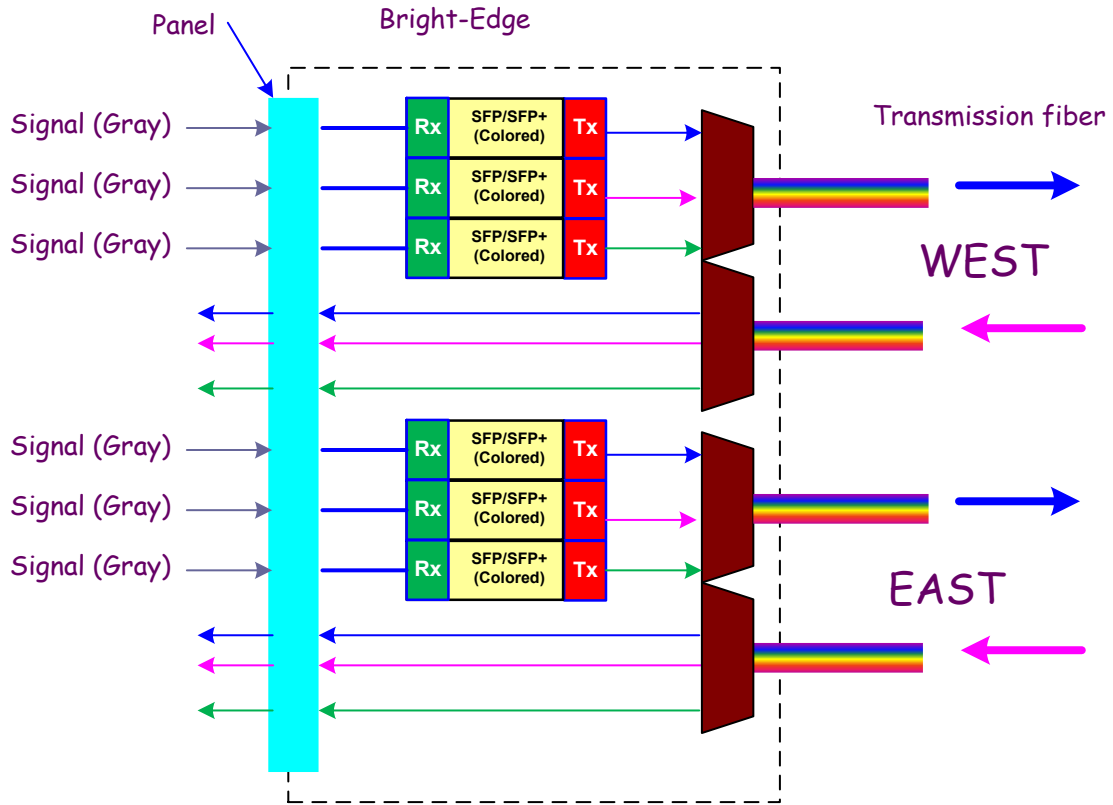 Panel
Bright-Edge
Signal (Gray)
Rx
SFP/SFP+
(Colored)
Tx
Transmission fiber
Signal (Gray)
Rx
SFP/SFP+
(Colored)
Tx
Signal (Gray)
Rx
SFP/SFP+
(Colored)
Tx
WEST
Signal (Gray)
Rx
SFP/SFP+
(Colored)
Tx
Signal (Gray)
Rx
SFP/SFP+
(Colored)
Tx
Signal (Gray)
Rx
SFP/SFP+
(Colored)
Tx
EAST